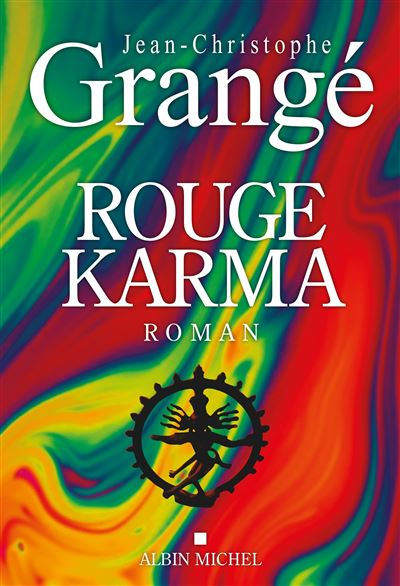 Jean-Christophe
Grangé
ROUGE
KARMA
ROMAN
ALBIN MICHEL